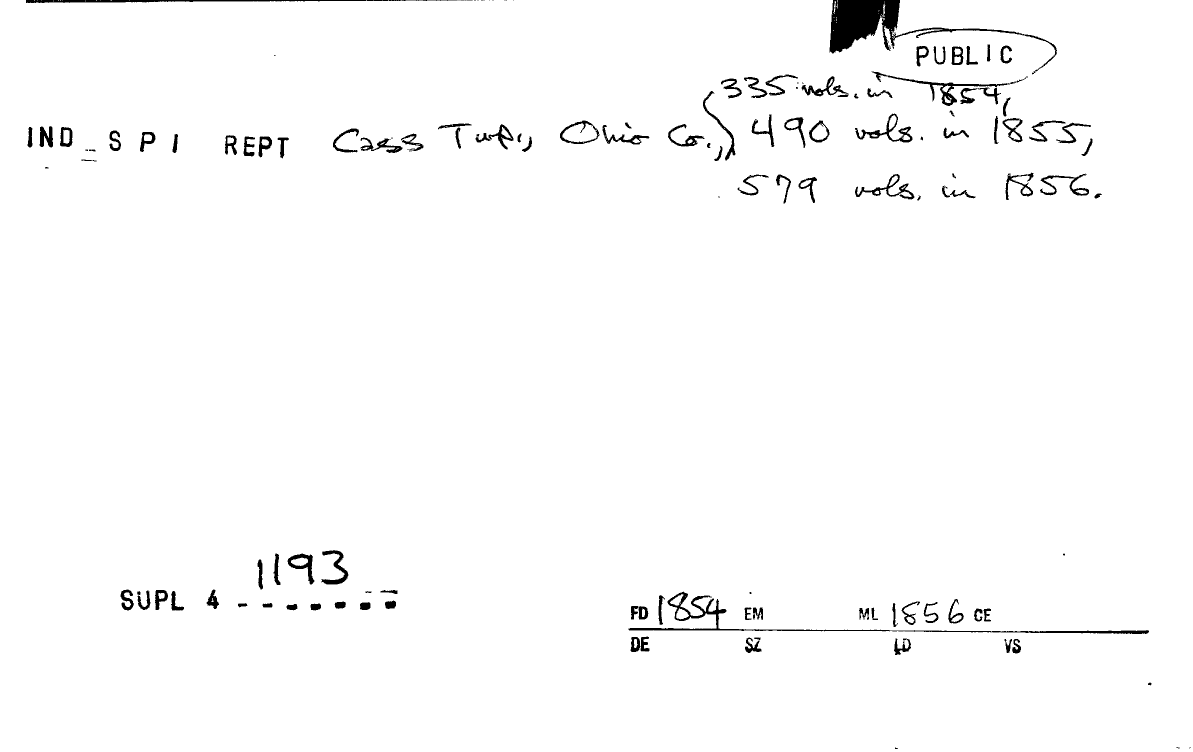 PUBLIC
335 vols. in 1854,
IND_SPI REPT Cass Twp., Ohio Co., 490 vols. in 1855,
579 vols. in 1856.
1193
SUPL 4 -------
FD 1854 EM ML 1856 CE
DE SZ LD VS